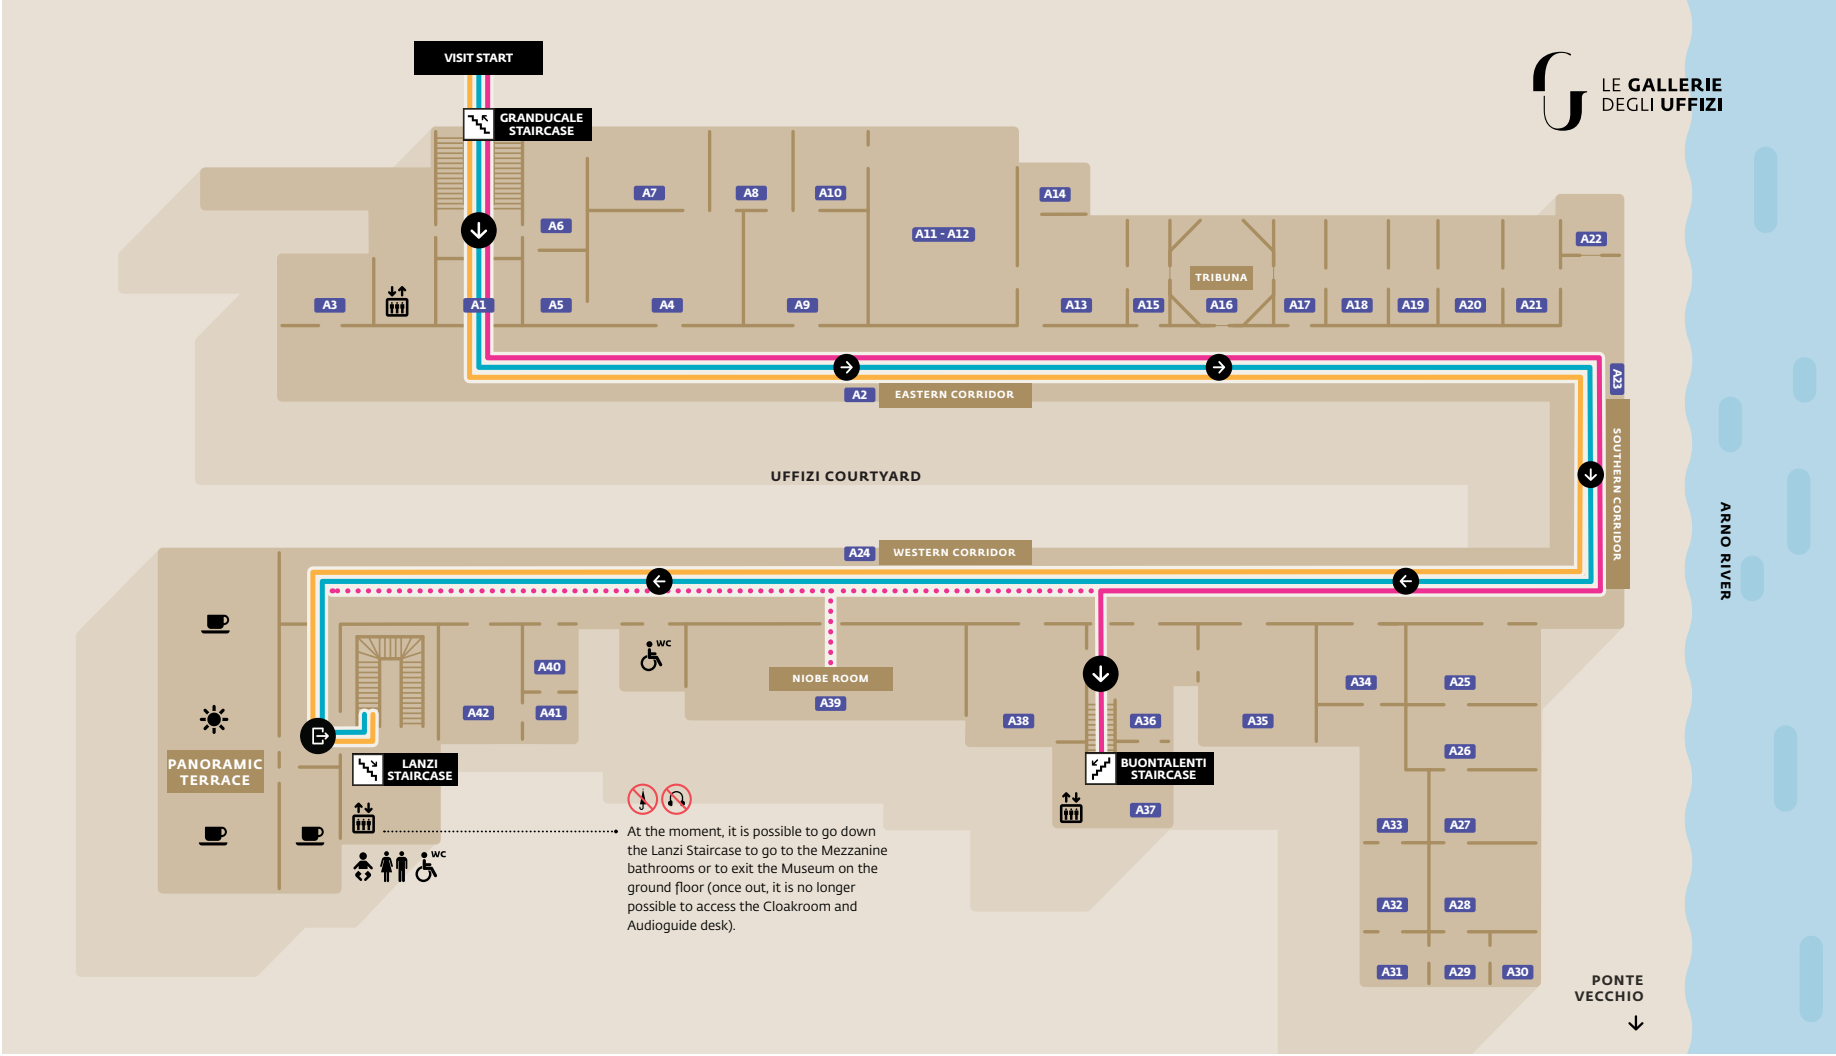 VISIT START
GRANDUCALE
STAIRCASE
LE GALLERIE
DEGLI UFFIZI
A7
A8
A10
A14
A6
A11 - A12
A22
TRIBUNA
A3
A1
A5
A4
A9
A13
A15
A16
A17
A18
A19
A20
A21
A23
A2
EASTERN CORRIDOR
SOUTHERN CORRIDOR
UFFIZI COURTYARD
ARNO RIVER
A24
WESTERN CORRIDOR
WC
A40
NIOBE ROOM
A39
A34
A25
A42
A41
A38
A36
A35
A26
PANORAMIC
TERRACE
LANZI
STAIRCASE
BUONTALENTI
STAIRCASE
A37
A33
A27
At the moment, it is possible to go down
the Lanzi Staircase to go to the Mezzanine
bathrooms or to exit the Museum on the
ground floor (once out, it is no longer
possible to access the Cloakroom and
Audioguide desk).
WC
A32
A28
A31
A29
A30
PONTE
VECCHIO